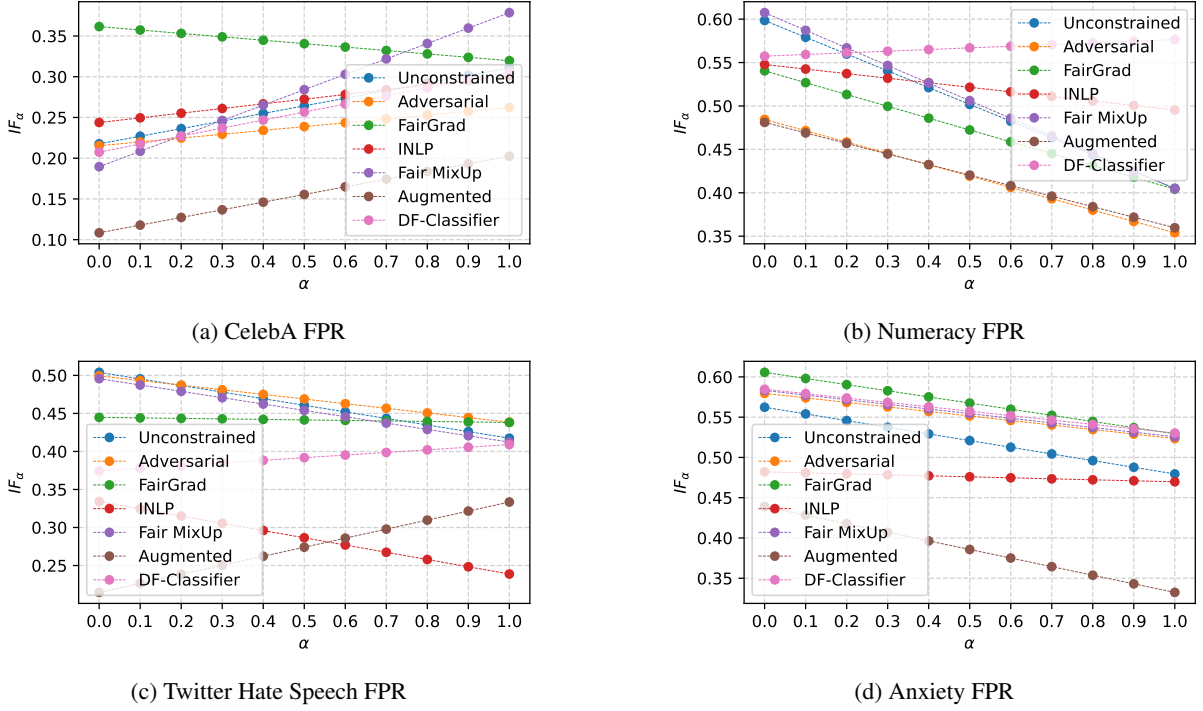 0.35
0.30
0.25
0.20
0.15
0.10
IFα
0.0 0.1 0.2 0.3 0.4 0.5 0.6 0.7 0.8 0.9 1.0
α
Unconstrained
Adversarial
FairGrad
INLP
Fair MixUp
Augmented
DF-Classifier
(a) CelebA FPR
0.60
0.55
0.50
0.45
0.40
0.35
IFα
0.0 0.1 0.2 0.3 0.4 0.5 0.6 0.7 0.8 0.9 1.0
α
Unconstrained
Adversarial
FairGrad
INLP
Fair MixUp
Augmented
DF-Classifier
(b) Numeracy FPR
0.50
0.45
0.40
0.35
0.30
0.25
IFα
0.0 0.1 0.2 0.3 0.4 0.5 0.6 0.7 0.8 0.9 1.0
α
Unconstrained
Adversarial
FairGrad
INLP
Fair MixUp
Augmented
DF-Classifier
(c) Twitter Hate Speech FPR
0.60
0.55
0.50
0.45
0.40
0.35
IFα
0.0 0.1 0.2 0.3 0.4 0.5 0.6 0.7 0.8 0.9 1.0
α
Unconstrained
Adversarial
FairGrad
INLP
Fair MixUp
Augmented
DF-Classifier
(d) Anxiety FPR